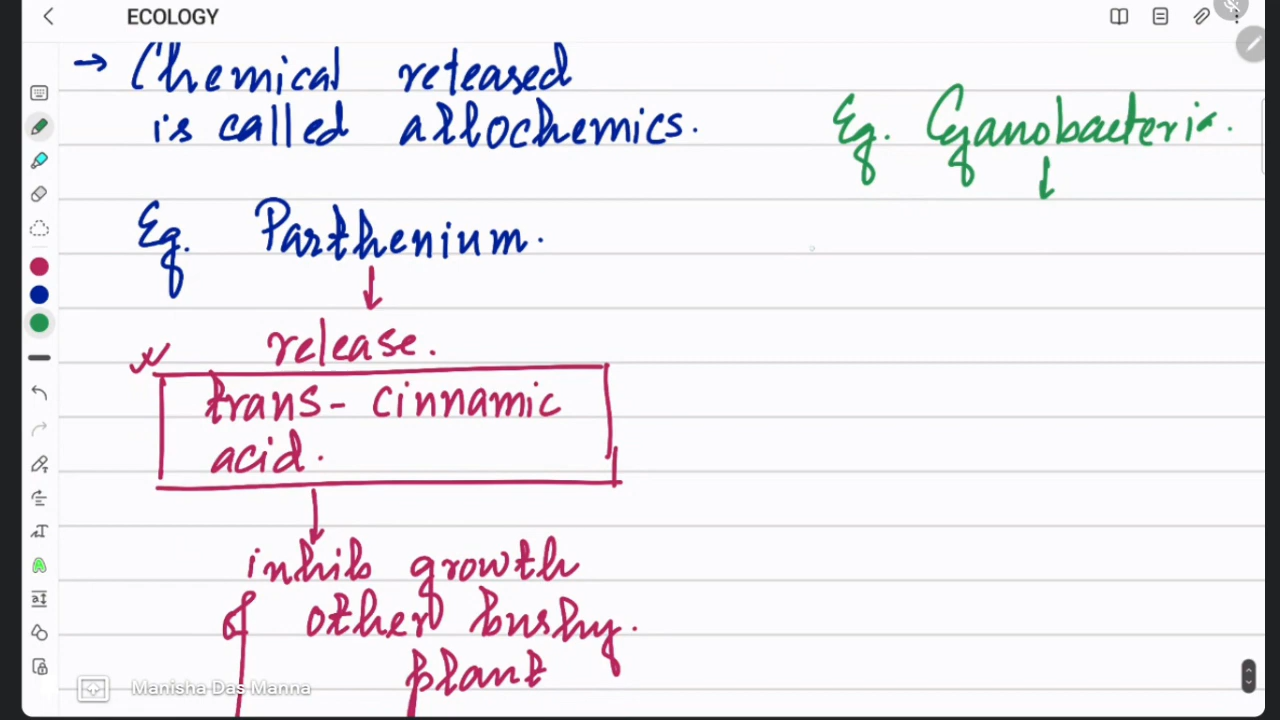 ECOLOGY
→ Chemical released
is called allochemics.
Eg. Parthenium.
↓
release.
trans- cinnamic
acid.
↓
inhib growth
of other bushy.
plant
Eg. Cyanobacteria.
↓
Manisha Das Manna